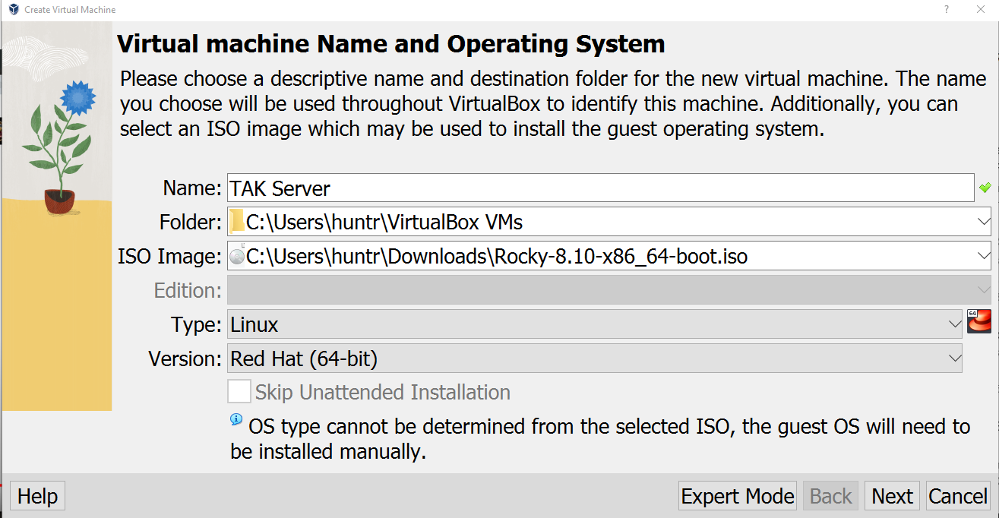 Create Virtual Machine
?
Virtual machine Name and Operating System
Please choose a descriptive name and destination folder for the new virtual machine. The name
you choose will be used throughout VirtualBox to identify this machine. Additionally, you can
select an ISO image which may be used to install the guest operating system.
Name: TAK Server
Folder: C:\Users\huntr\VirtualBox VMs
ISO Image: C:\Users\huntr\Downloads\Rocky-8.10-x86_64-boot.iso
Edition:
Type: Linux 64
Version: Red Hat (64-bit)
Skip Unattended Installation
OS type cannot be determined from the selected ISO, the guest OS will need to
be installed manually.
Help Expert Mode Back Next Cancel